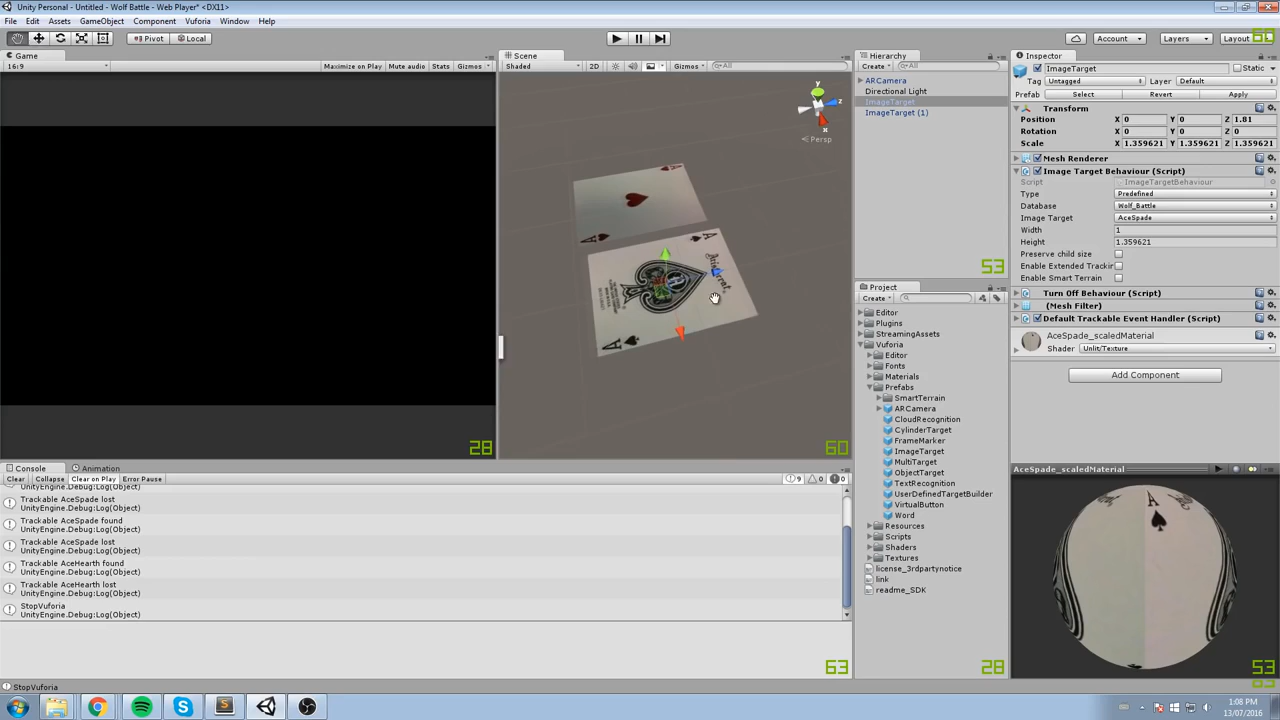 Unity Personal - Untitled - Wolf Battle - Web Player* <DX11>
File Edit Assets GameObject Component Vuforia Window Help
Pivot Local Account Layers Layout
Game
16:9 Maximize on Play Mute audio Stats Gizmos
28
Scene
Shaded 2D Gizmos All
y
z
x
Persp
A
A
A
A
60
Hierarchy
Create All
ARCamera
Directional Light
ImageTarget
ImageTarget (1)
53
Project
Create
Editor
Plugins
StreamingAssets
Vuforia
Editor
Fonts
Materials
Prefabs
SmartTerrain
ARCamera
CloudRecognition
CylinderTarget
FrameMarker
ImageTarget
MultiTarget
ObjectTarget
TextRecognition
UserDefinedTargetBuilder
VirtualButton
Word
Resources
Scripts
Shaders
Textures
license_3rdpartynotice
link
readme_SDK
28
Inspector
ImageTarget Static
Tag Untagged Layer Default
Prefab Select Revert Apply
Transform
Position X 0 Y 0 Z 1.81
Rotation X 0 Y 0 Z 0
Scale X 1.359621 Y 1.359621 Z 1.359621
Mesh Renderer
Image Target Behaviour (Script)
Script ImageTargetBehaviour
Type Predefined
Database Wolf_Battle
Image Target AceSpade
Width 1
Height 1.359621
Preserve child size
Enable Extended Trackin
Enable Smart Terrain
Turn Off Behaviour (Script)
(Mesh Filter)
Default Trackable Event Handler (Script)
AceSpade_scaledMaterial
Shader Unlit/Texture
Add Component
AceSpade_scaledMaterial
A
53
Console Animation
Clear Collapse Clear on Play Error Pause 9 0 0
UnityEngine.Debug:Log(Object)
Trackable AceSpade lost
UnityEngine.Debug:Log(Object)
Trackable AceSpade found
UnityEngine.Debug:Log(Object)
Trackable AceSpade lost
UnityEngine.Debug:Log(Object)
Trackable AceHearth found
UnityEngine.Debug:Log(Object)
Trackable AceHearth lost
UnityEngine.Debug:Log(Object)
StopVuforia
UnityEngine.Debug:Log(Object)
63
StopVuforia
1:08 PM
13/07/2016